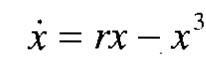 ẋ = rx − x³